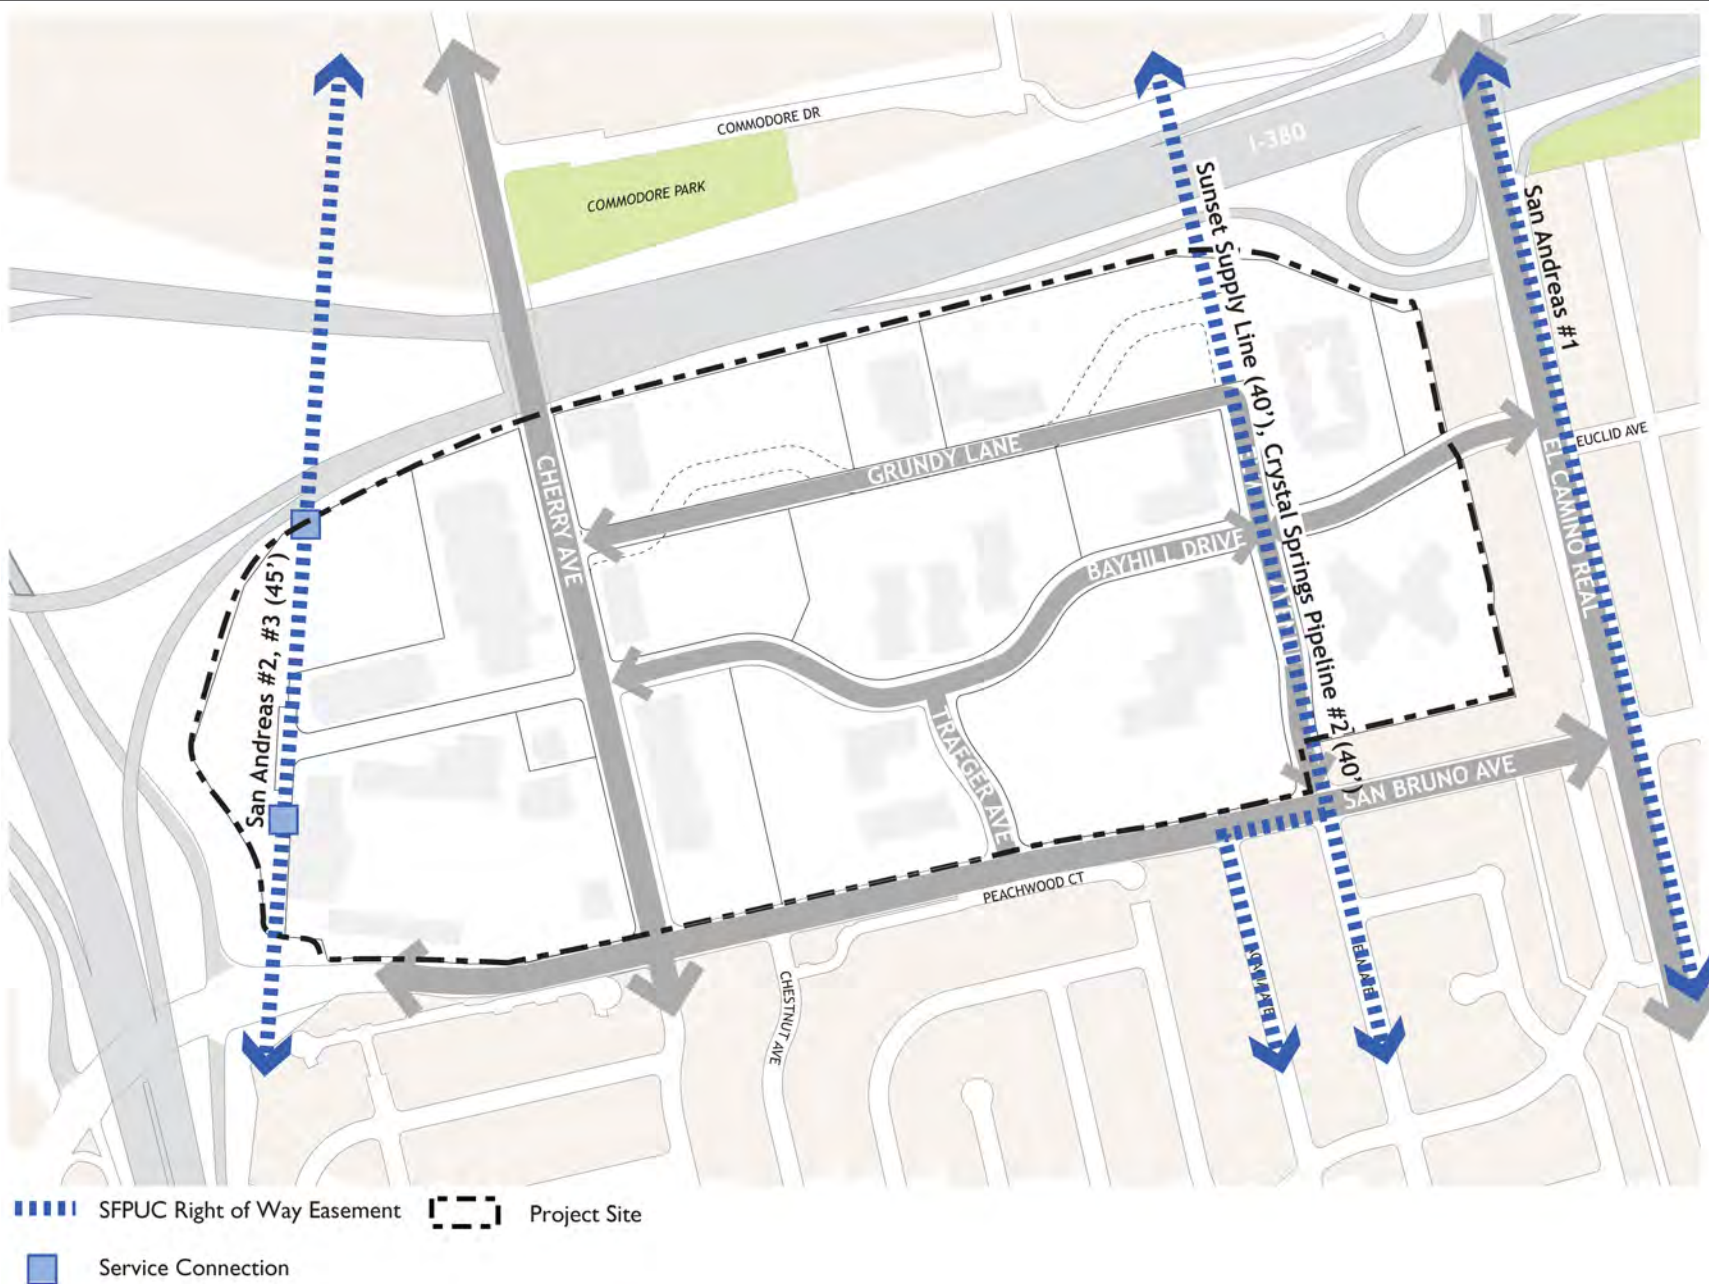 COMMODORE DR
I-380
COMMODORE PARK
Sunset Supply Line (40'), Crystal Springs Pipeline #2 (40')
San Andreas #1
GRUNDY LANE
EUCLID AVE
CHERRY AVE
EL CAMINO REAL
BAYHILL DRIVE
San Andreas #2, #3 (45')
TRAEGER AVE
SAN BRUNO AVE
PEACHWOOD CT
CHESTNUT AVE
SFPUC Right of Way Easement
Project Site
Service Connection